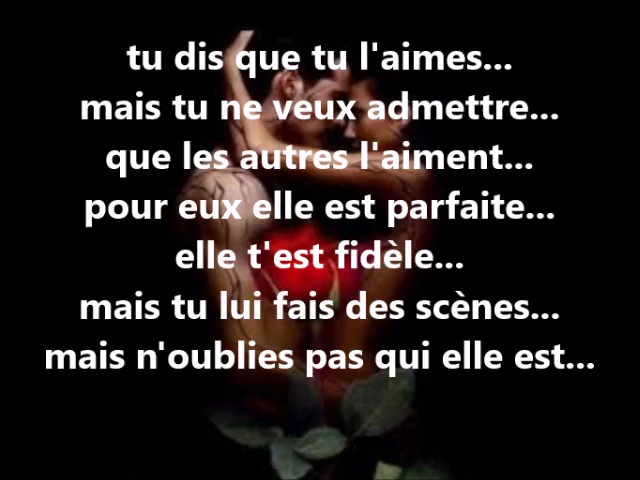 tu dis que tu l'aimes...
mais tu ne veux admettre...
que les autres l'aiment...
pour eux elle est parfaite...
elle t'est fidèle...
mais tu lui fais des scènes...
mais n'oublies pas qui elle est...